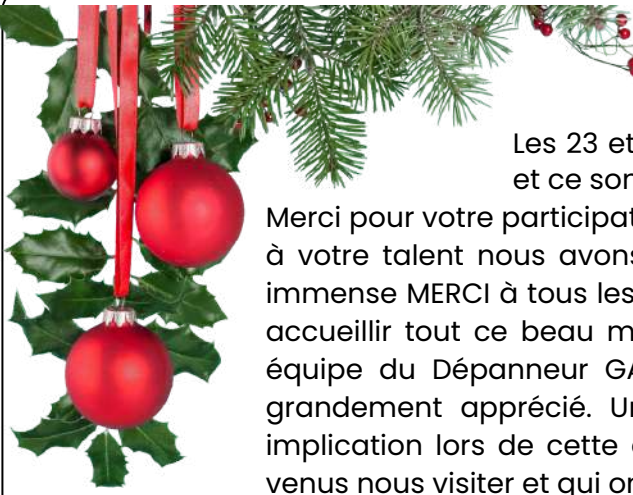 Les 23 et
et ce son
Merci pour votre participat
à votre talent nous avons
immense MERCI à tous les
accueillir tout ce beau m
équipe du Dépanneur GA
grandement apprécié. Un
implication lors de cette
venus nous visiter et qui on